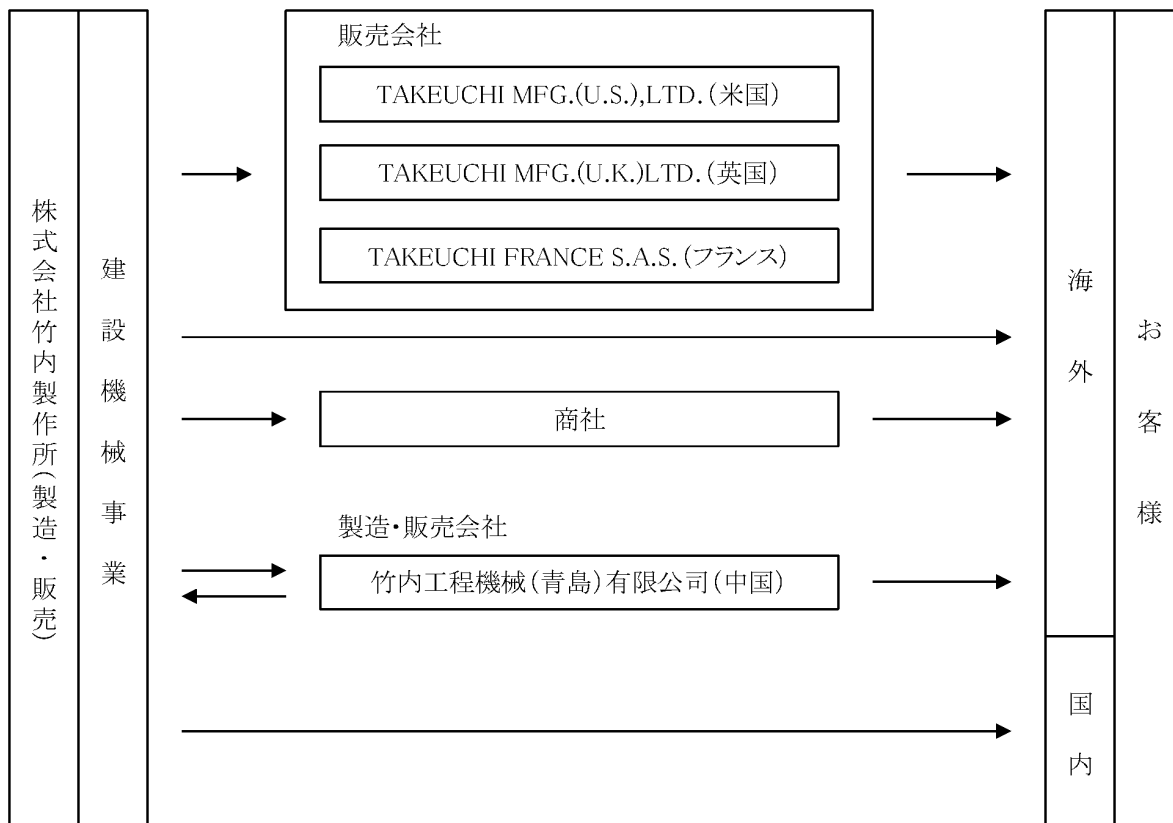 株式会社竹内製作所(製造・販売)
建設機械事業
販売会社
TAKEUCHI MFG.(U.S.),LTD.(米国)
TAKEUCHI MFG.(U.K.)LTD.(英国)
TAKEUCHI FRANCE S.A.S.(フランス)
商社
製造・販売会社
竹内工程機械(青島)有限公司(中国)
海外
国内
お客様